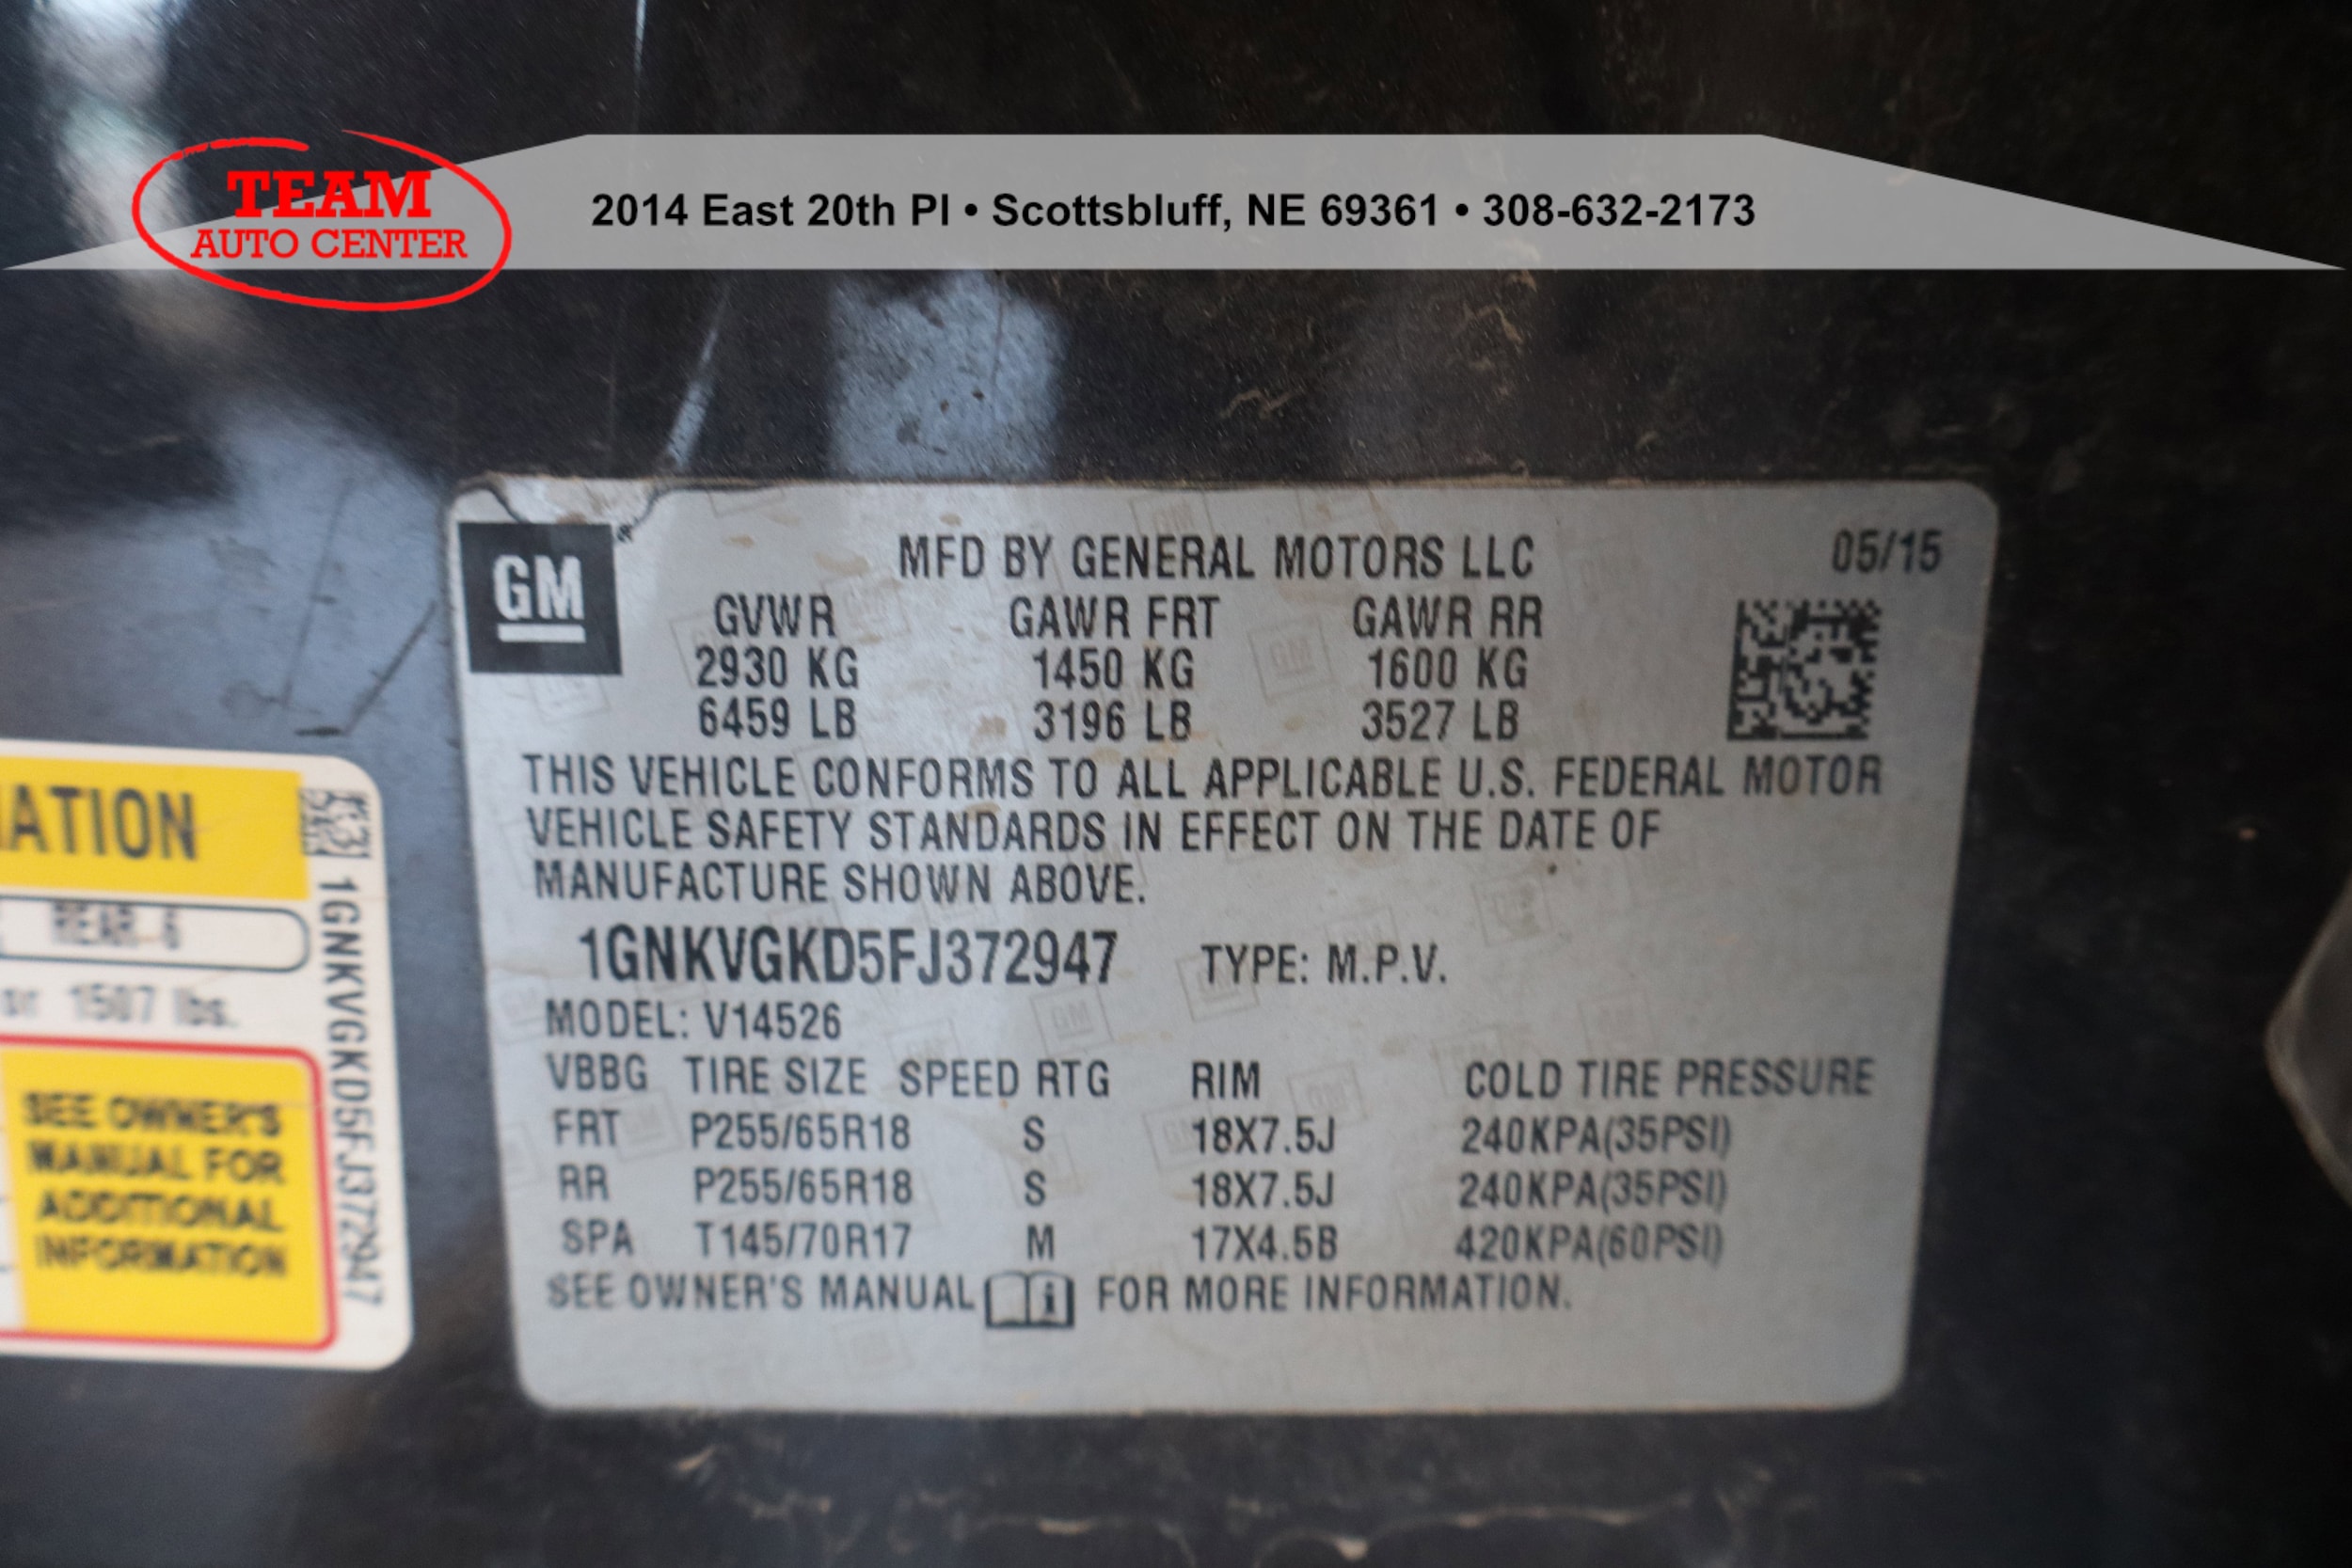 TEAM
AUTO CENTER
2014 East 20th Pl • Scottsbluff, NE 69361 • 308-632-2173
GM
MFD BY GENERAL MOTORS LLC 05/15
GVWR GAWR FRT GAWR RR
2930 KG 1450 KG 1600 KG
6459 LB 3196 LB 3527 LB
THIS VEHICLE CONFORMS TO ALL APPLICABLE U.S. FEDERAL MOTOR
VEHICLE SAFETY STANDARDS IN EFFECT ON THE DATE OF
MANUFACTURE SHOWN ABOVE.
1GNKVGKD5FJ372947 TYPE: M.P.V.
MODEL: V14526
VBBG TIRE SIZE SPEED RTG RIM COLD TIRE PRESSURE
FRT P255/65R18 S 18X7.5J 240KPA(35PSI)
RR P255/65R18 S 18X7.5J 240KPA(35PSI)
SPA T145/70R17 M 17X4.5B 420KPA(60PSI)
SEE OWNER'S MANUAL i FOR MORE INFORMATION.
REAR 6
or 1507 lbs.
SEE OWNER'S
MANUAL FOR
ADDITIONAL
INFORMATION
1GNKVGKD5FJ372947